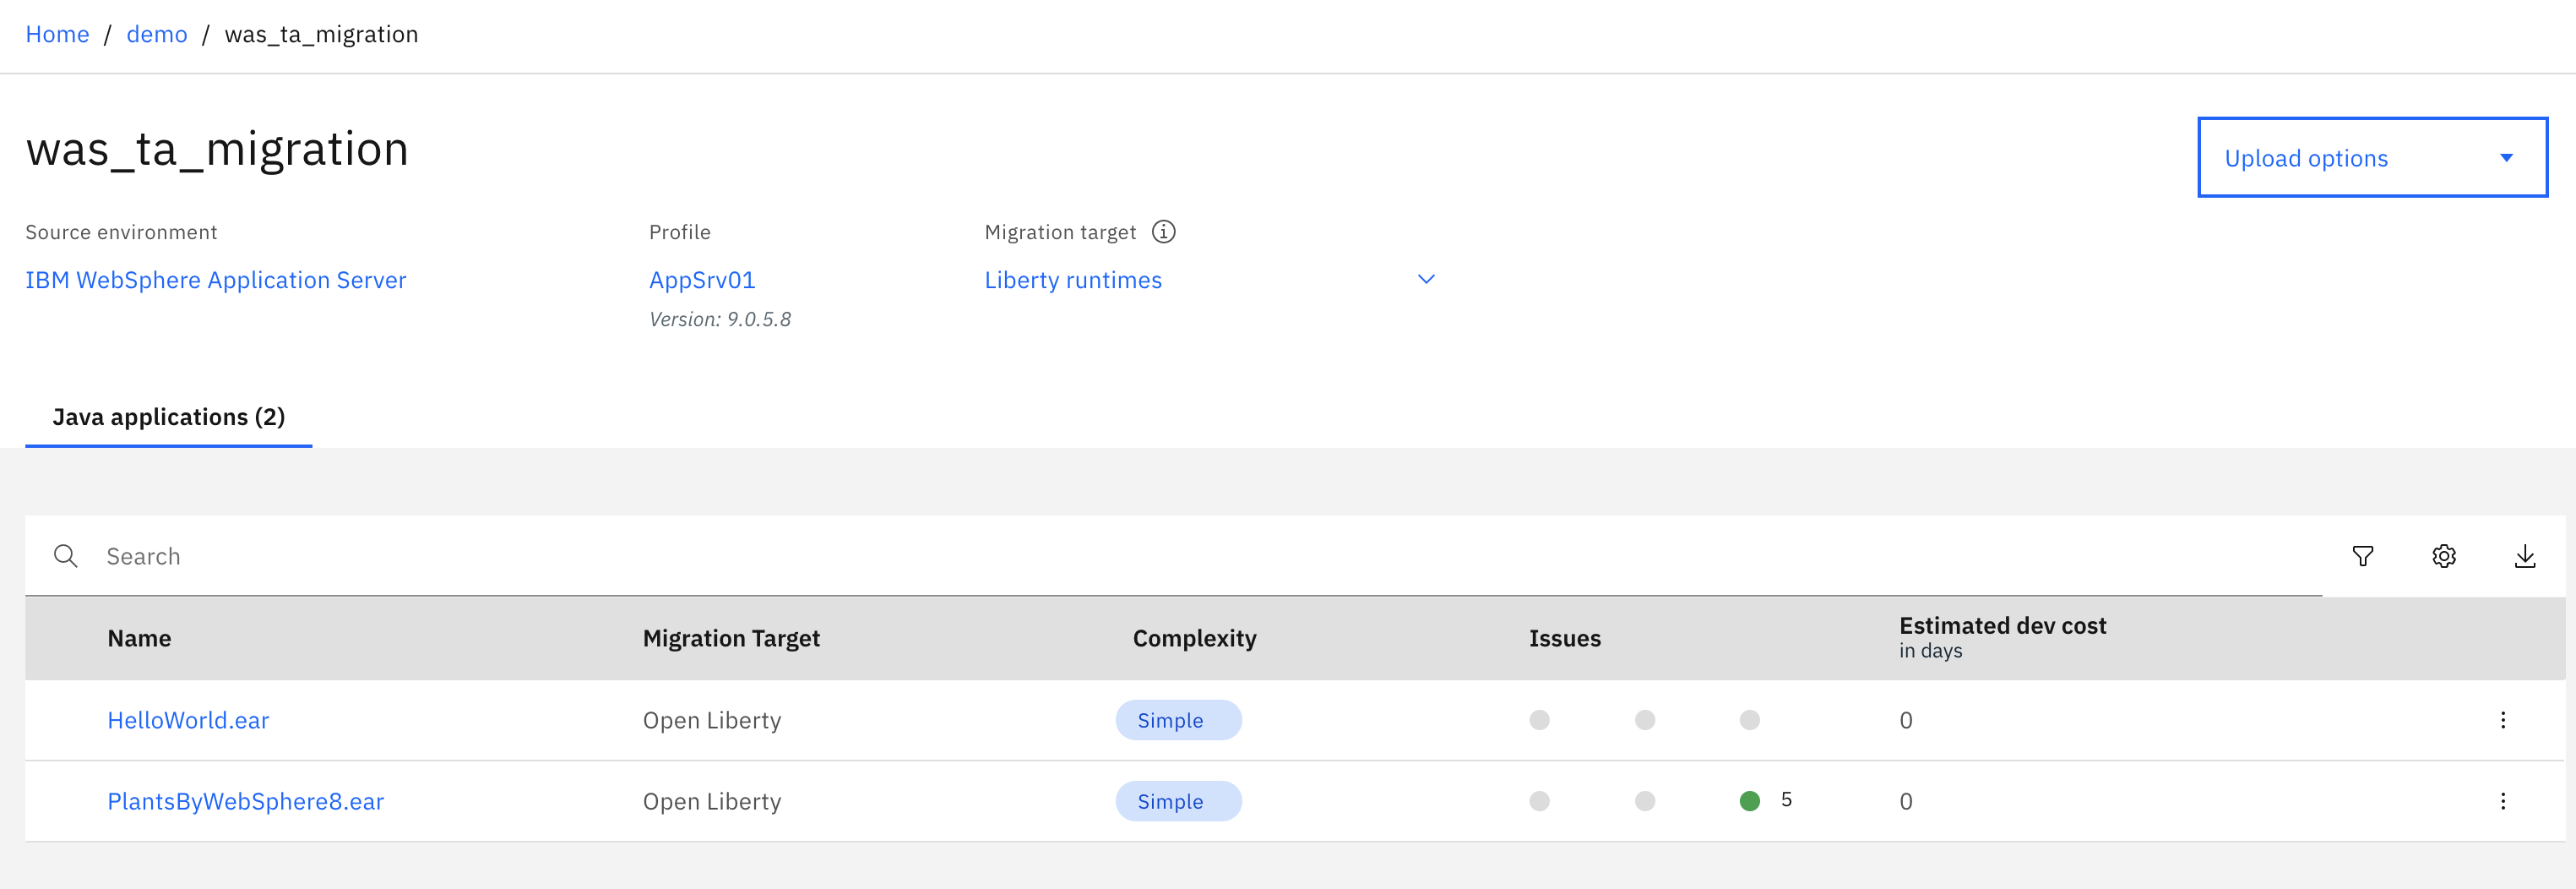 Home / demo / was_ta_migration
was_ta_migration
Upload options
Source environment
Profile
Migration target
IBM WebSphere Application Server
AppSrv01
Liberty runtimes
Version: 9.0.5.8
Java applications (2)
Search
Name
Migration Target
Complexity
Issues
Estimated dev cost
in days
HelloWorld.ear Open Liberty Simple 0
PlantsByWebSphere8.ear Open Liberty Simple 5 0